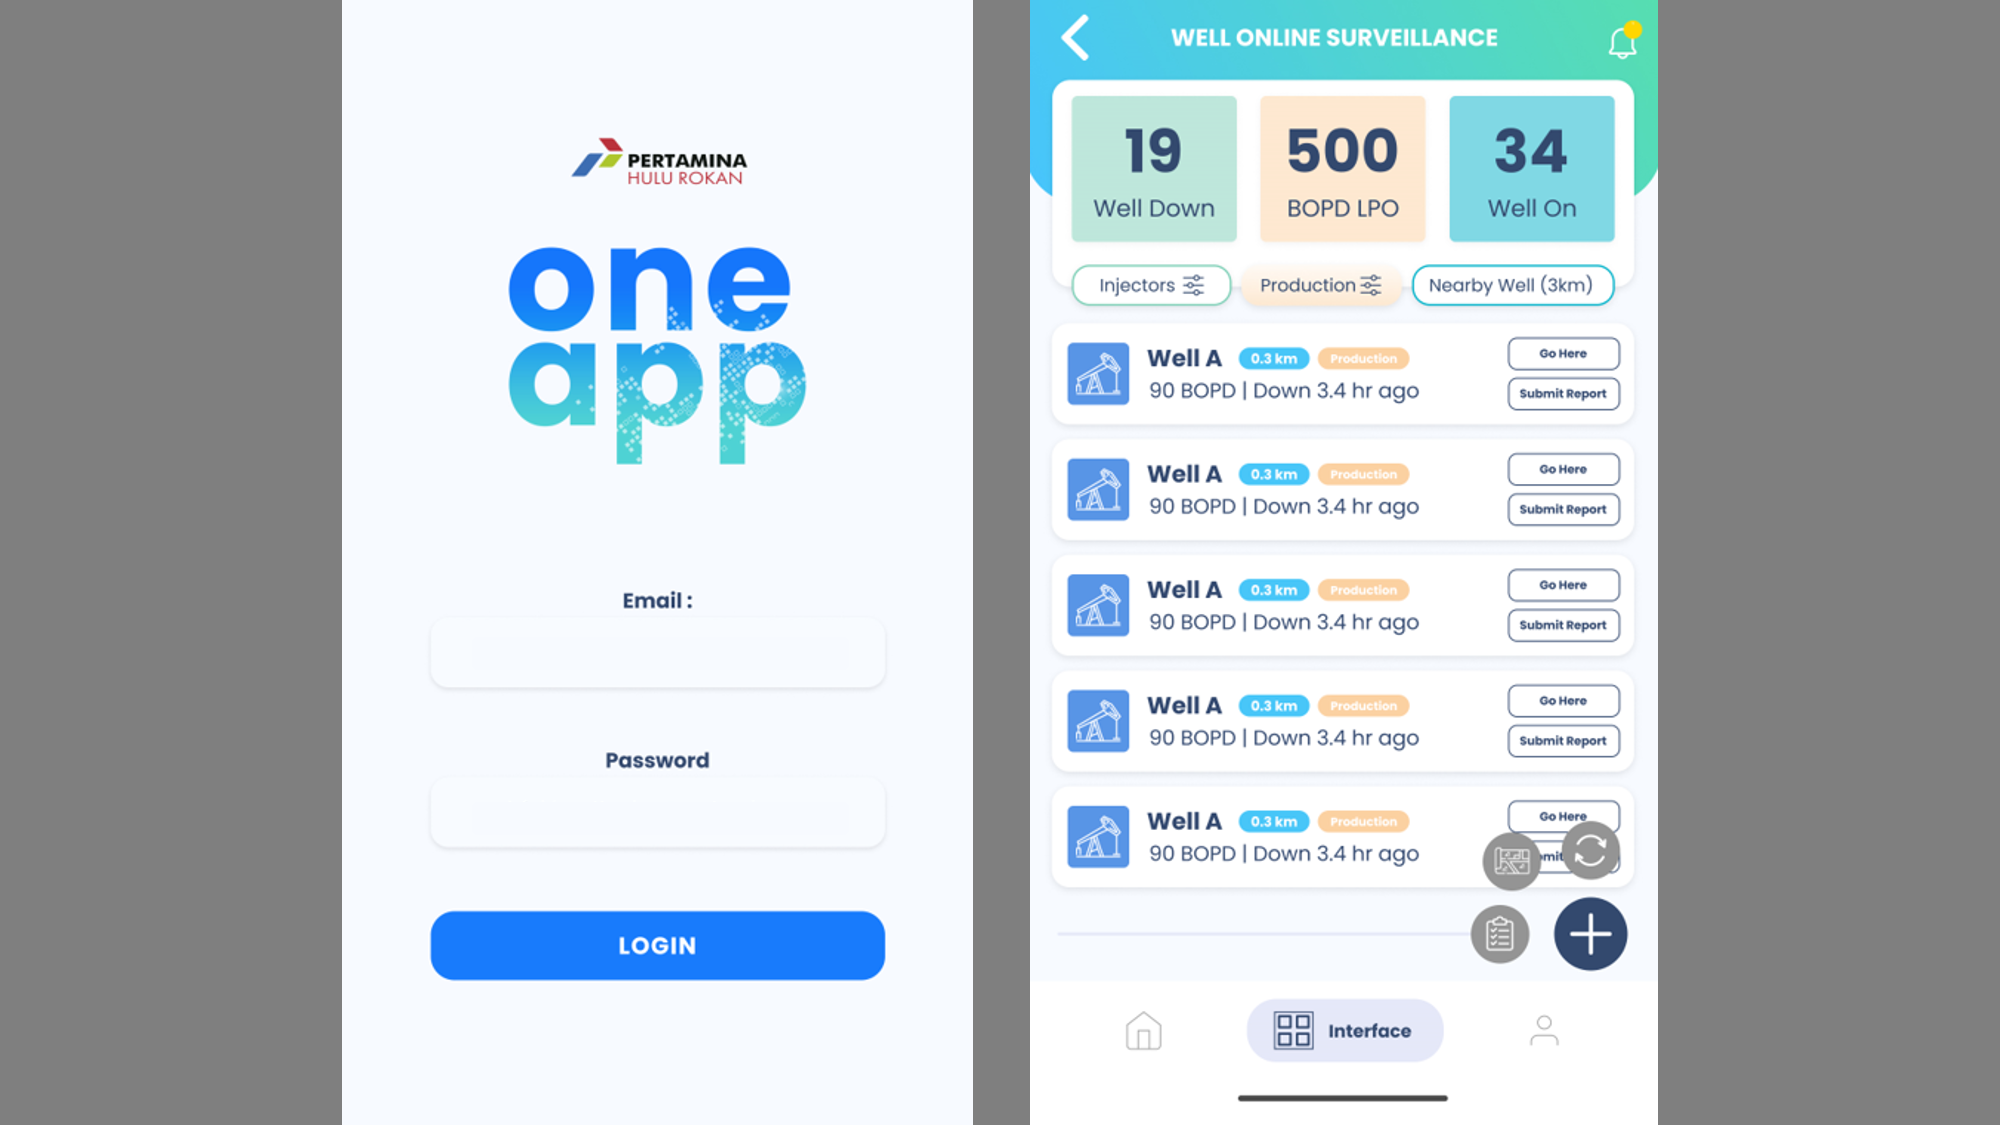 PERTAMINA
HULU ROKAN
one
app
Email :
Password
LOGIN
WELL ONLINE SURVEILLANCE
19
Well Down
500
BOPD LPO
34
Well On
Injectors
Production
Nearby Well (3km)
Well A 0.3 km Production
90 BOPD | Down 3.4 hr ago
Go Here
Submit Report
Well A 0.3 km Production
90 BOPD | Down 3.4 hr ago
Go Here
Submit Report
Well A 0.3 km Production
90 BOPD | Down 3.4 hr ago
Go Here
Submit Report
Well A 0.3 km Production
90 BOPD | Down 3.4 hr ago
Go Here
Submit Report
Well A 0.3 km Production
90 BOPD | Down 3.4 hr ago
Go Here
Interface